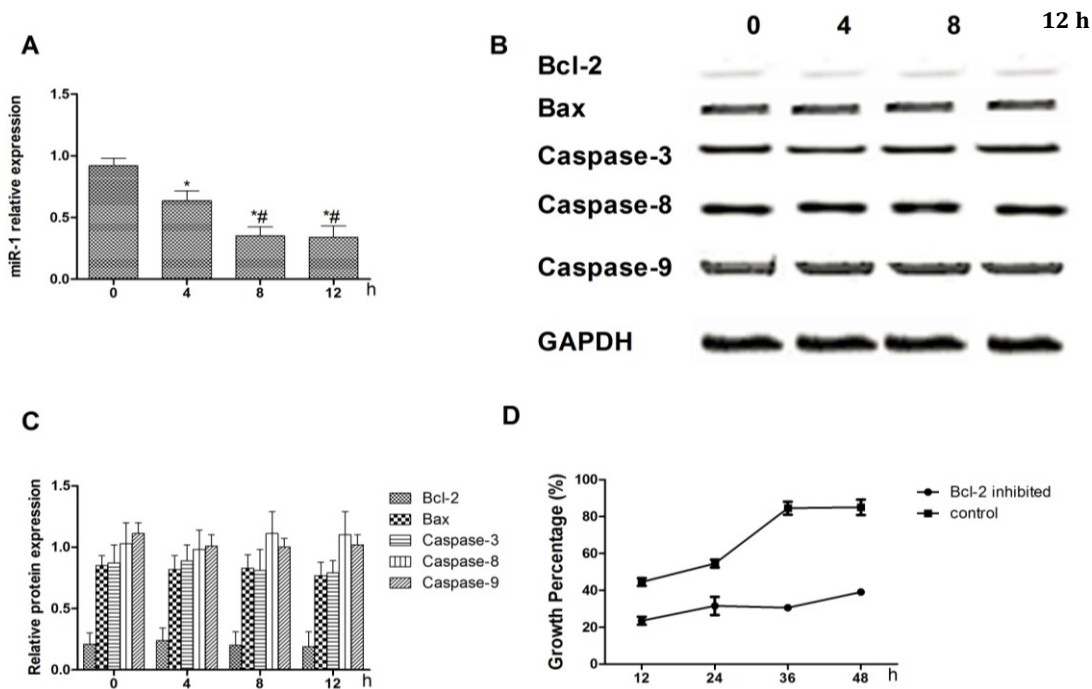 A
miR-1 relative expression
1.5
1.0
0.5
0.0
*
*#
*#
0 4 8 12 h
B
0 4 8 12 h
Bcl-2
Bax
Caspase-3
Caspase-8
Caspase-9
GAPDH
C
Relative protein expression
1.5
1.0
0.5
0.0
0 4 8 12 h
Bcl-2
Bax
Caspase-3
Caspase-8
Caspase-9
D
Growth Percentage (%)
100
80
60
40
20
0
12 24 36 48 h
Bcl-2 inhibited
control